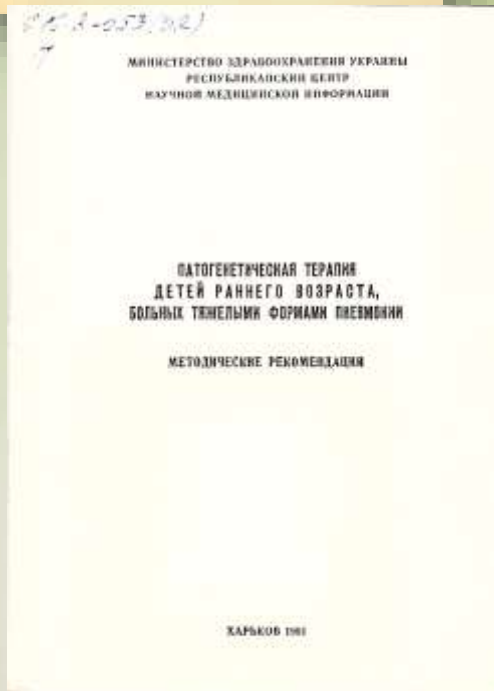 МИНИСТЕРСТВО ЗДРАВООХРАНЕНИЯ УКРАИНЫ
РЕСПУБЛИКАНСКИЙ ЦЕНТР
НАУЧНОЙ МЕДИЦИНСКОЙ ИНФОРМАЦИИ
ПАТОГЕНЕТИЧЕСКАЯ ТЕРАПИЯ
ДЕТЕЙ РАННЕГО ВОЗРАСТА,
БОЛЬНЫХ ТЯЖЕЛЫМИ ФОРМАМИ ПНЕВМОНИИ
МЕТОДИЧЕСКИЕ РЕКОМЕНДАЦИИ
ХАРЬКОВ